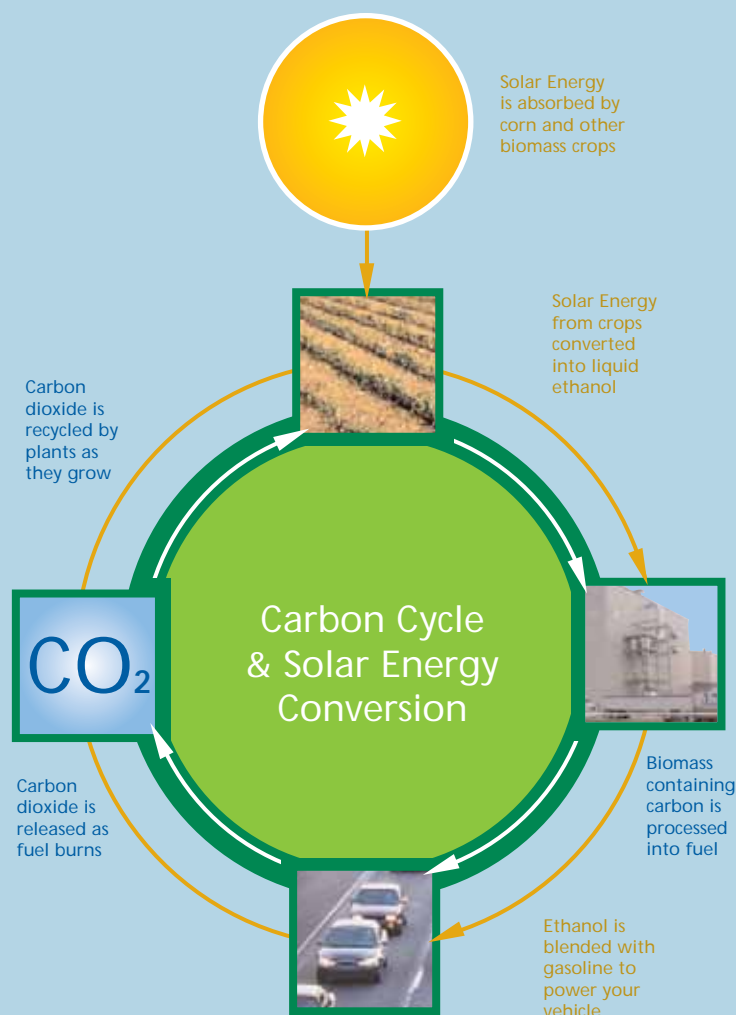 Solar Energy
is absorbed by
corn and other
biomass crops
Solar Energy
from crops
converted
into liquid
ethanol
Carbon
dioxide is
recycled by
plants as
they grow
Carbon Cycle
& Solar Energy
Conversion
CO₂
Biomass
containing
carbon is
processed
into fuel
Carbon
dioxide is
released as
fuel burns
Ethanol is
blended with
gasoline to
power your
vehicle